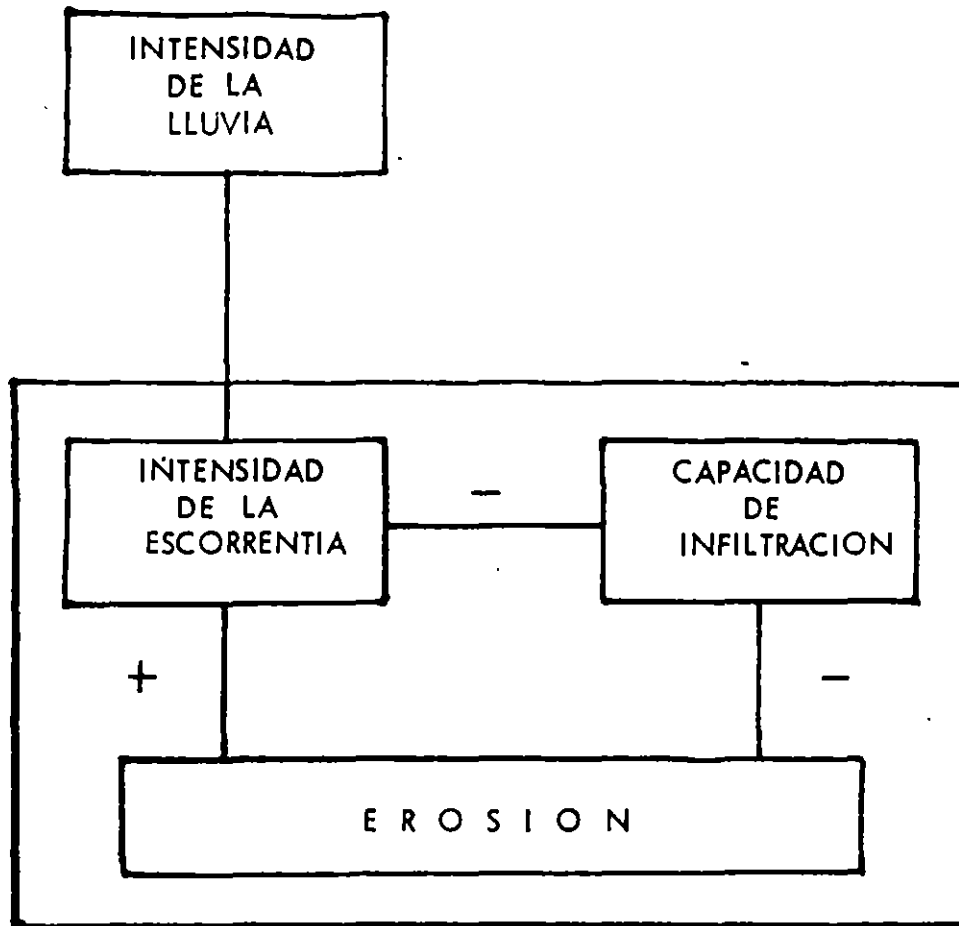 INTENSIDAD
DE LA
LLUVIA
INTENSIDAD
DE LA
ESCORRENTIA
−
CAPACIDAD
DE
INFILTRACION
+
−
E R O S I O N